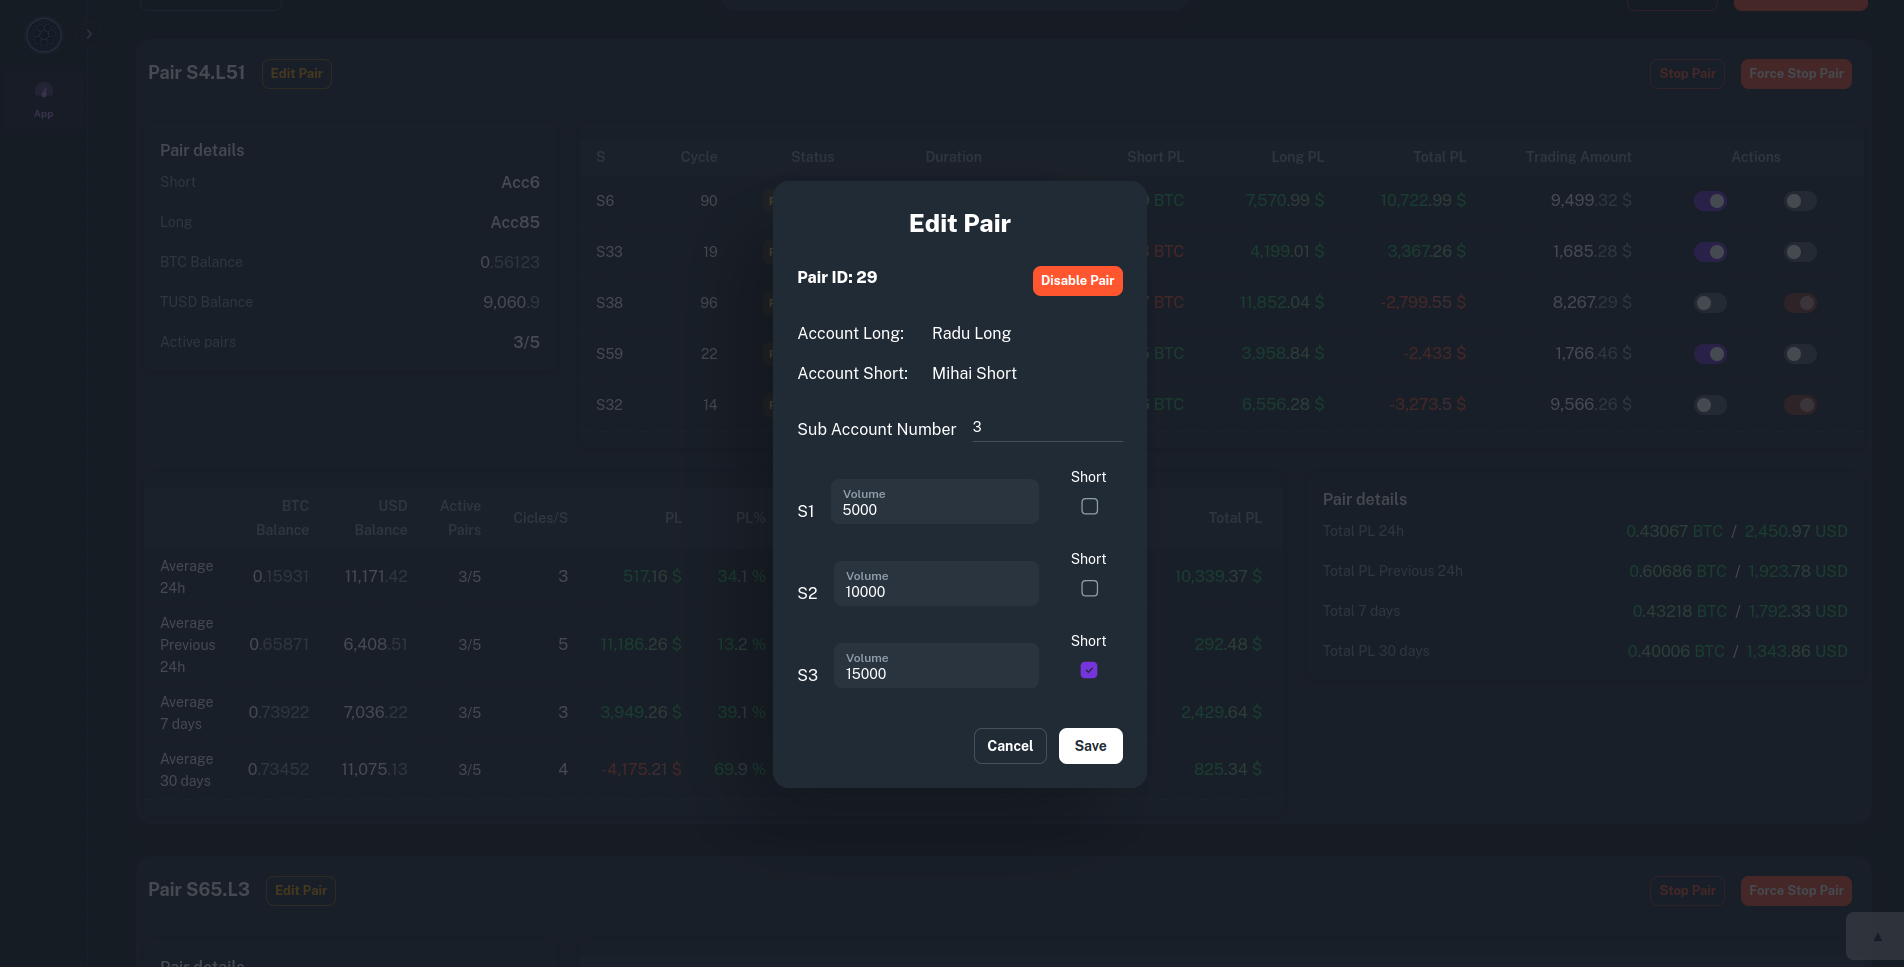 App
Pair S4.L51 Edit Pair Stop Pair Force Stop Pair
Pair details
Short Acc6
Long Acc85
BTC Balance 0.56123
TUSD Balance 9,060.9
Active pairs 3/5
S Cycle Status Duration Short PL Long PL Total PL Trading Amount Actions
S6 90 BTC 7,570.99 $ 10,722.99 $ 9,499.32 $
S33 19 BTC 4,199.01 $ 3,367.26 $ 1,685.28 $
S38 96 BTC 11,852.04 $ -2,799.55 $ 8,267.29 $
S59 22 BTC 3,958.84 $ -2,433 $ 1,766.46 $
S32 14 BTC 6,556.28 $ -3,273.5 $ 9,566.26 $
Edit Pair
Pair ID: 29 Disable Pair
Account Long: Radu Long
Account Short: Mihai Short
Sub Account Number 3
Short
S1 Volume 5000
Short
S2 Volume 10000
Short
S3 Volume 15000
Cancel Save
BTC Balance USD Balance Active Pairs Cicles/S PL PL% Total PL
Average 24h 0.15931 11,171.42 3/5 3 517.16 $ 34.1 % 10,339.37 $
Average Previous 24h 0.65871 6,408.51 3/5 5 11,186.26 $ 13.2 % 292.48 $
Average 7 days 0.73922 7,036.22 3/5 3 3,949.26 $ 39.1 % 2,429.64 $
Average 30 days 0.73452 11,075.13 3/5 4 -4,175.21 $ 69.9 % 825.34 $
Pair details
Total PL 24h 0.43067 BTC / 2,450.97 USD
Total PL Previous 24h 0.60686 BTC / 1,923.78 USD
Total 7 days 0.43218 BTC / 1,792.33 USD
Total PL 30 days 0.40006 BTC / 1,343.86 USD
Pair S65.L3 Edit Pair Stop Pair Force Stop Pair
Pair details